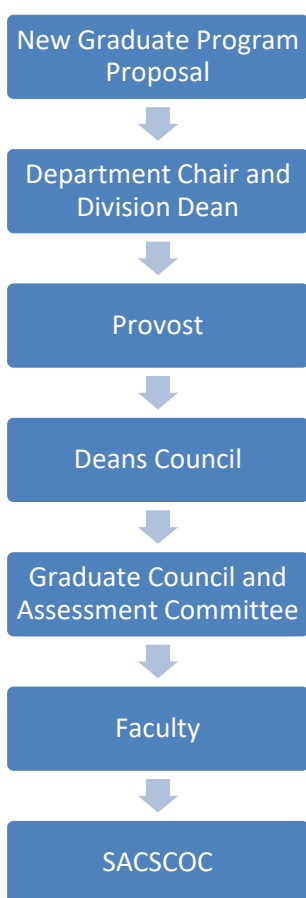 New Graduate Program
Proposal
Department Chair and
Division Dean
Provost
Deans Council
Graduate Council and
Assessment Committee
Faculty
SACSCOC